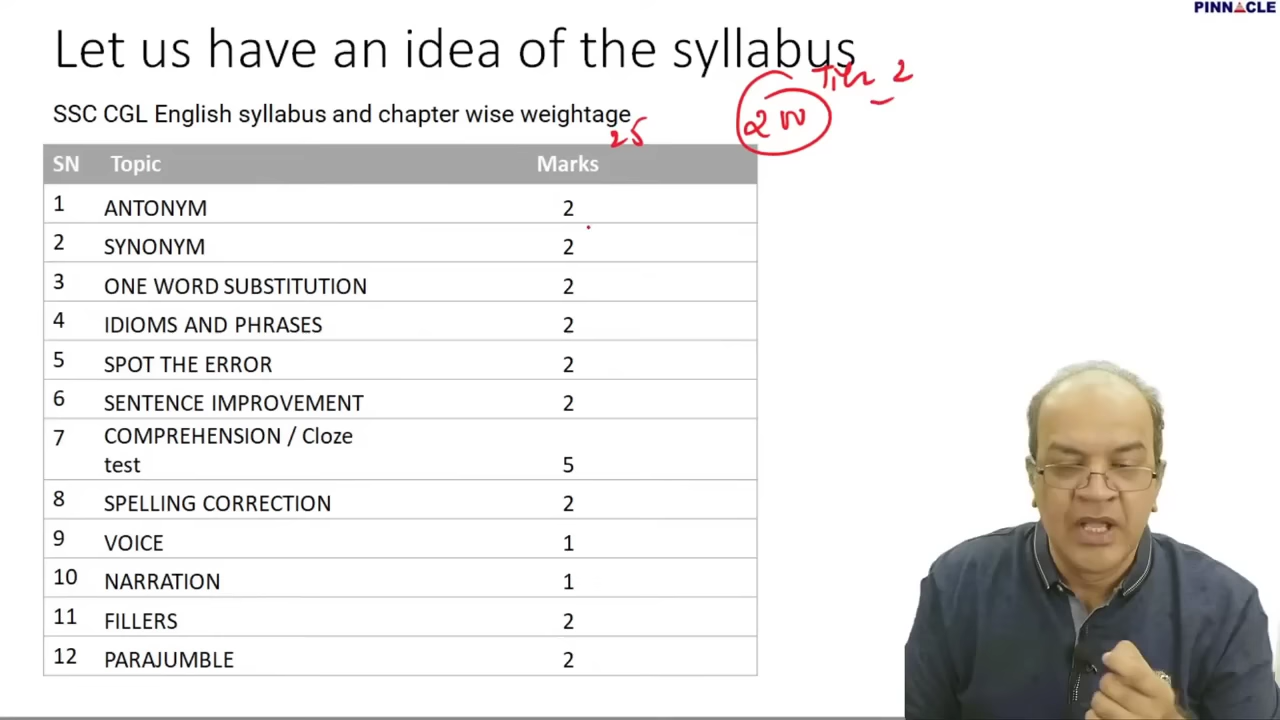 PINNACLE
Let us have an idea of the syllabus
Tier 2
SSC CGL English syllabus and chapter wise weightage
200
25
SN Topic Marks
1 ANTONYM 2
2 SYNONYM 2
3 ONE WORD SUBSTITUTION 2
4 IDIOMS AND PHRASES 2
5 SPOT THE ERROR 2
6 SENTENCE IMPROVEMENT 2
7 COMPREHENSION / Cloze
test 5
8 SPELLING CORRECTION 2
9 VOICE 1
10 NARRATION 1
11 FILLERS 2
12 PARAJUMBLE 2